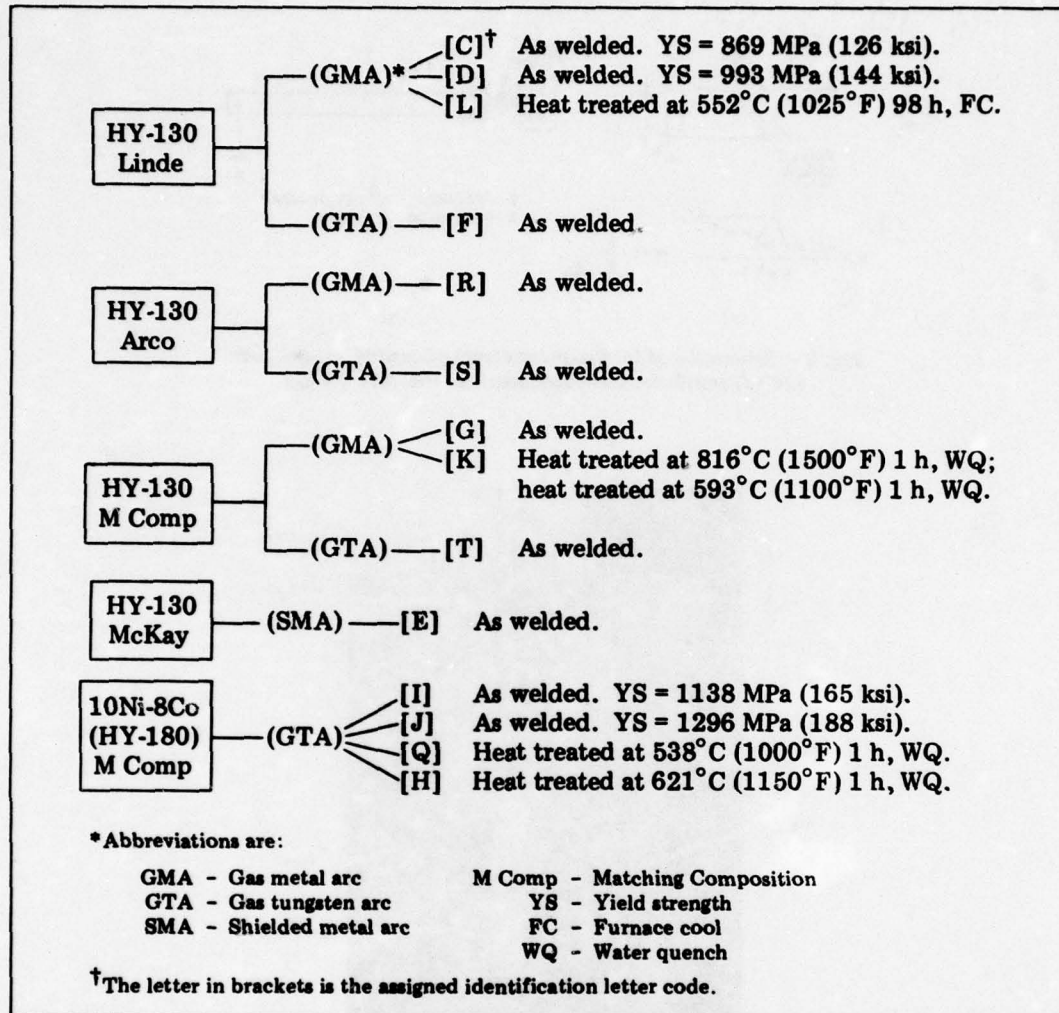 HY-130
Linde
(GMA)*
[C]† As welded. YS = 869 MPa (126 ksi).
[D] As welded. YS = 993 MPa (144 ksi).
[L] Heat treated at 552°C (1025°F) 98 h, FC.
(GTA) [F] As welded.
HY-130
Arco
(GMA) [R] As welded.
(GTA) [S] As welded.
HY-130
M Comp
(GMA)
[G] As welded.
[K] Heat treated at 816°C (1500°F) 1 h, WQ;
heat treated at 593°C (1100°F) 1 h, WQ.
(GTA) [T] As welded.
HY-130
McKay
(SMA) [E] As welded.
10Ni-8Co
(HY-180)
M Comp
(GTA)
[I] As welded. YS = 1138 MPa (165 ksi).
[J] As welded. YS = 1296 MPa (188 ksi).
[Q] Heat treated at 538°C (1000°F) 1 h, WQ.
[H] Heat treated at 621°C (1150°F) 1 h, WQ.
*Abbreviations are:
GMA - Gas metal arc M Comp - Matching Composition
GTA - Gas tungsten arc YS - Yield strength
SMA - Shielded metal arc FC - Furnace cool
WQ - Water quench
†The letter in brackets is the assigned identification letter code.